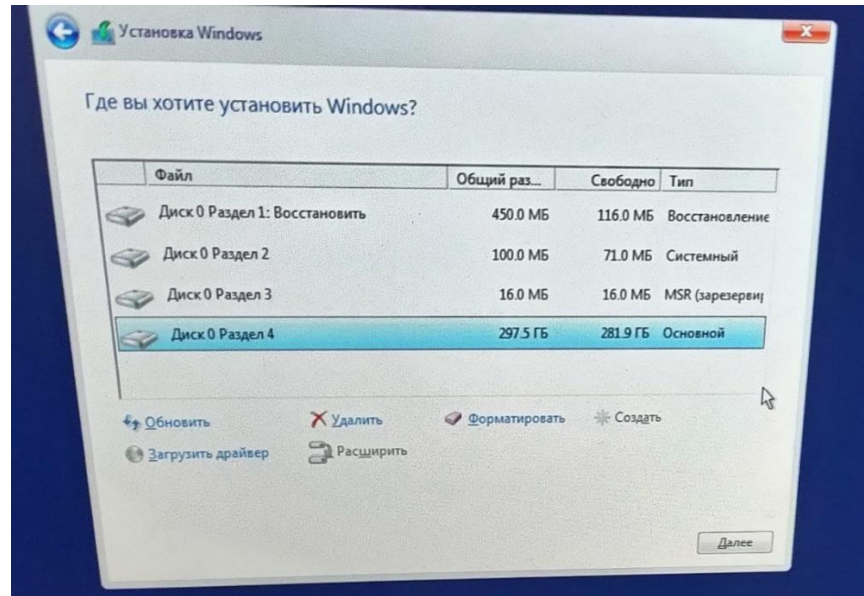 Установка Windows
Где вы хотите установить Windows?
Файл Общий раз... Свободно Тип
Диск 0 Раздел 1: Восстановить 450.0 МБ 116.0 МБ Восстановление
Диск 0 Раздел 2 100.0 МБ 71.0 МБ Системный
Диск 0 Раздел 3 16.0 МБ 16.0 МБ MSR (зарезервир
Диск 0 Раздел 4 297.5 ГБ 281.9 ГБ Основной
Обновить Удалить Форматировать Создать
Загрузить драйвер Расширить
Далее